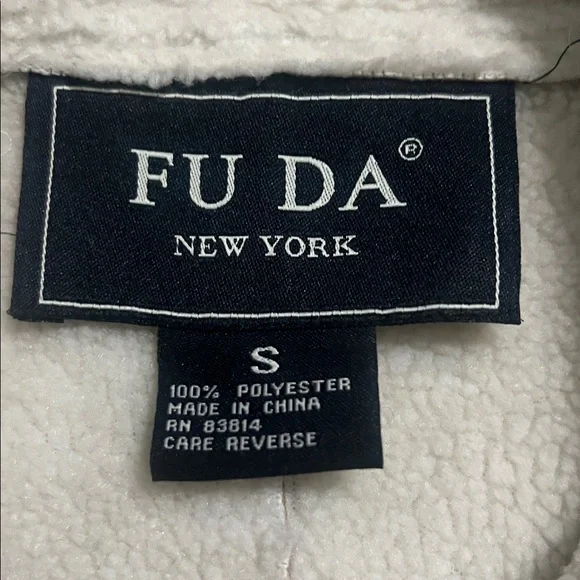 FU DA®
NEW YORK
S
100% POLYESTER
MADE IN CHINA
RN 83814
CARE REVERSE